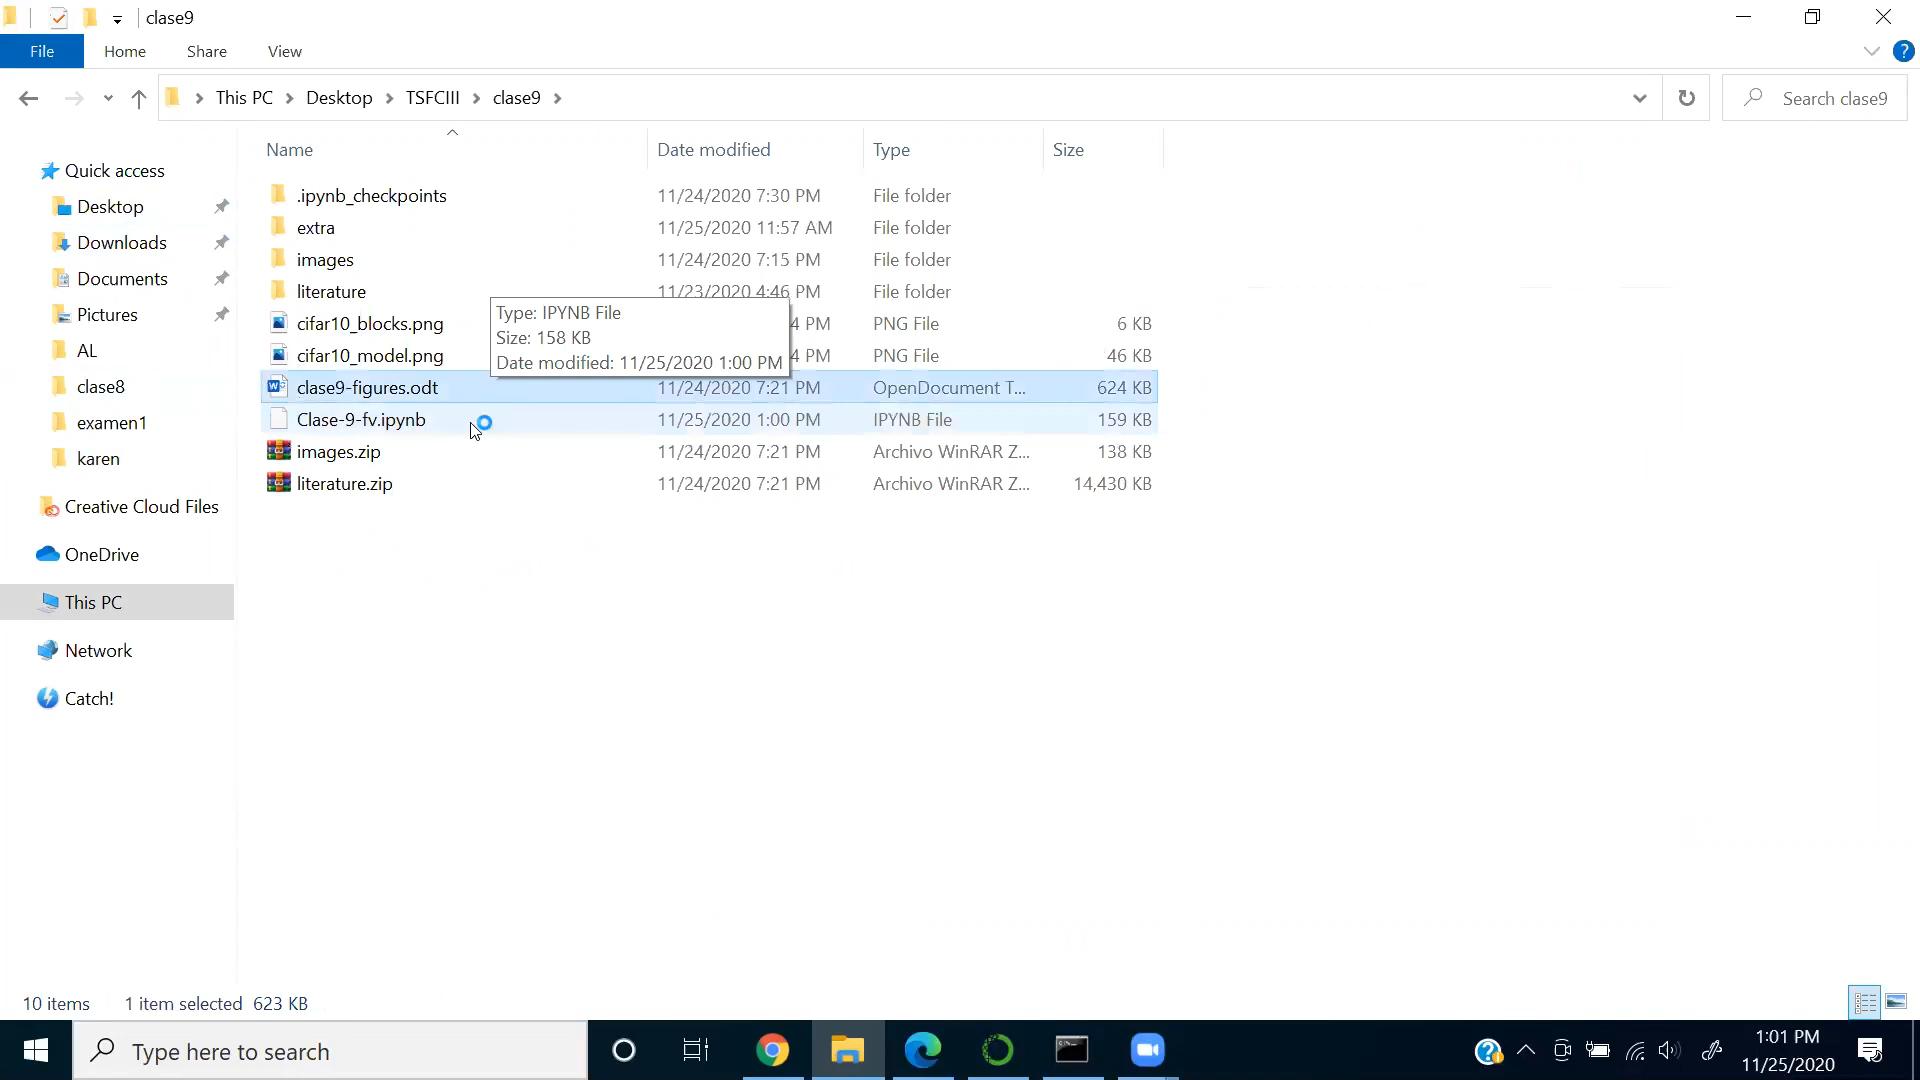 clase9
File Home Share View
This PC Desktop TSFCIII clase9 Search clase9
Name Date modified Type Size
Quick access
Desktop
Downloads
Documents
Pictures
AL
clase8
examen1
karen
Creative Cloud Files
OneDrive
This PC
Network
Catch!
.ipynb_checkpoints 11/24/2020 7:30 PM File folder
extra 11/25/2020 11:57 AM File folder
images 11/24/2020 7:15 PM File folder
literature 11/23/2020 4:46 PM File folder
cifar10_blocks.png 4 PM PNG File 6 KB
cifar10_model.png 4 PM PNG File 46 KB
Type: IPYNB File
Size: 158 KB
Date modified: 11/25/2020 1:00 PM
clase9-figures.odt 11/24/2020 7:21 PM OpenDocument T... 624 KB
Clase-9-fv.ipynb 11/25/2020 1:00 PM IPYNB File 159 KB
images.zip 11/24/2020 7:21 PM Archivo WinRAR Z... 138 KB
literature.zip 11/24/2020 7:21 PM Archivo WinRAR Z... 14,430 KB
10 items 1 item selected 623 KB
Type here to search
1:01 PM
11/25/2020